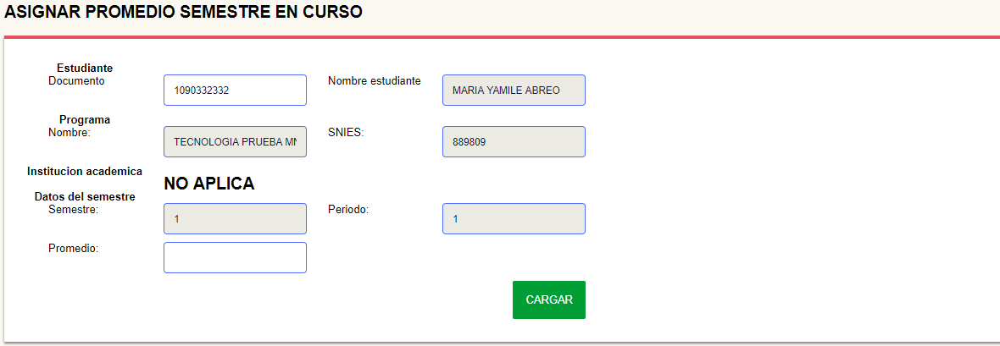 ASIGNAR PROMEDIO SEMESTRE EN CURSO
Estudiante
Documento 1090332332 Nombre estudiante MARIA YAMILE ABREO
Programa
Nombre: TECNOLOGIA PRUEBA MN SNIES: 889809
Institucion academica
NO APLICA
Datos del semestre
Semestre: 1 Periodo: 1
Promedio:
CARGAR